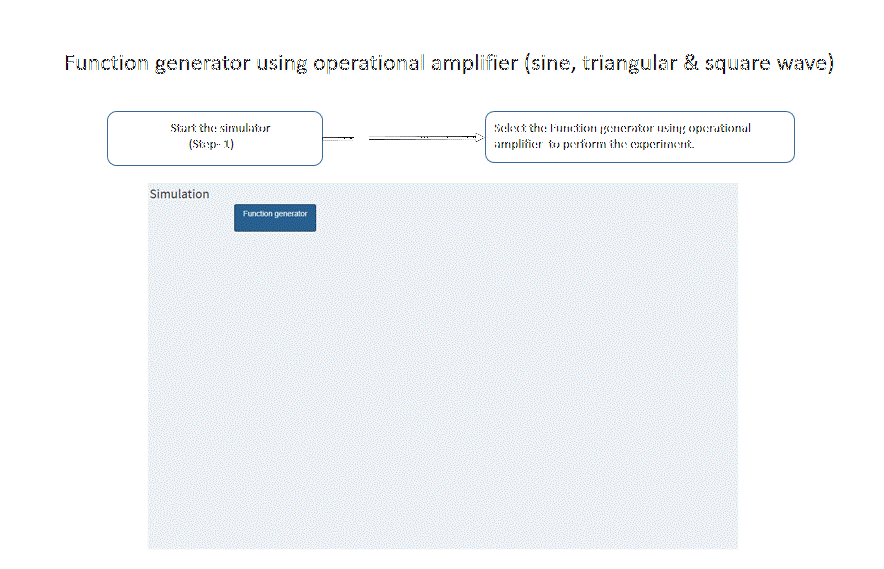 Function generator using operational amplifier (sine, triangular & square wave)
Start the simulator
(Step- 1)
Select the Function generator using operational
amplifier to perform the experiment.
Simulation
Function generator